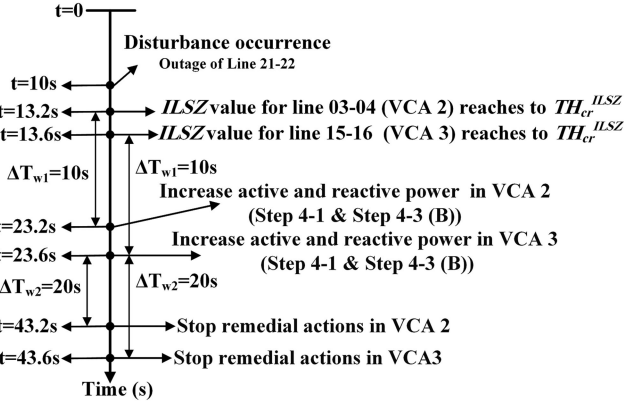 t=0
Disturbance occurrence
Outage of Line 21-22
t=10s
t=13.2s
ILSZ value for line 03-04 (VCA 2) reaches to TH_cr^ILSZ
t=13.6s
ILSZ value for line 15-16 (VCA 3) reaches to TH_cr^ILSZ
ΔT_w1=10s
ΔT_w1=10s
Increase active and reactive power in VCA 2
(Step 4-1 & Step 4-3 (B))
t=23.2s
Increase active and reactive power in VCA 3
(Step 4-1 & Step 4-3 (B))
t=23.6s
ΔT_w2=20s
ΔT_w2=20s
t=43.2s
Stop remedial actions in VCA 2
t=43.6s
Stop remedial actions in VCA3
Time (s)